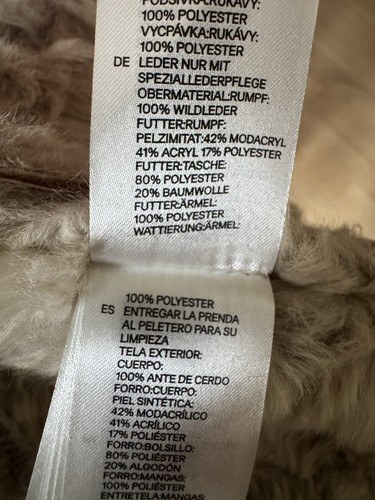 PODŠÍVKA:RUKÁVY:
100% POLYESTER
VYCPÁVKA:RUKÁVY:
100% POLYESTER
DE LEDER NUR MIT
SPEZIALLEDERPFLEGE
OBERMATERIAL:RUMPF:
100% WILDLEDER
FUTTER:RUMPF:
PELZIMITAT:42% MODACRYL
41% ACRYL 17% POLYESTER
FUTTER:TASCHE:
80% POLYESTER
20% BAUMWOLLE
FUTTER:ÄRMEL:
100% POLYESTER
WATTIERUNG:ÄRMEL:
100% POLYESTER
ES ENTREGAR LA PRENDA
AL PELETERO PARA SU
LIMPIEZA
TELA EXTERIOR:
CUERPO:
100% ANTE DE CERDO
FORRO:CUERPO:
PIEL SINTÉTICA:
42% MODACRÍLICO
41% ACRÍLICO
17% POLIÉSTER
FORRO:BOLSILLO:
80% POLIÉSTER
20% ALGODÓN
FORRO:MANGAS:
100% POLIÉSTER
ENTRETELA:MANGAS: